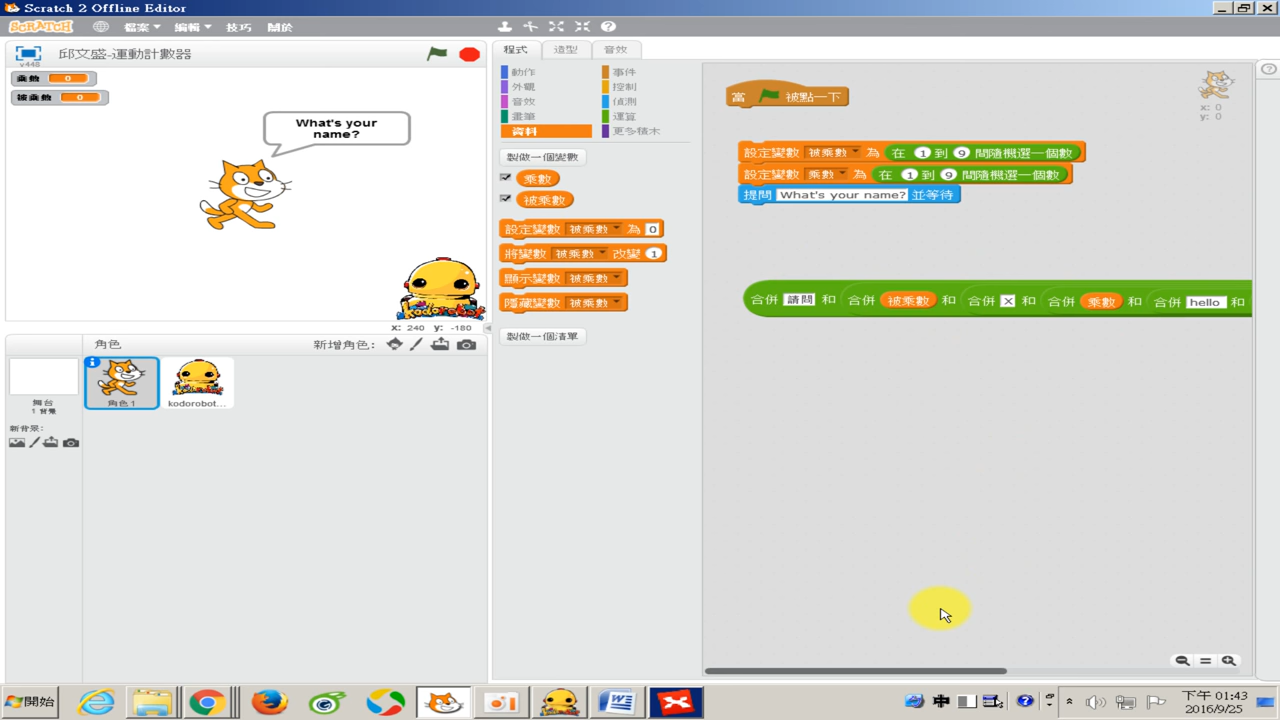 Scratch 2 Offline Editor
SCRATCH 檔案 編輯 技巧 關於
v448 邱文盛-運動計數器
乘數 0
被乘數 0
What's your
name?
kodorobot
x: 240 y: -180
角色 新增角色:
舞台
1 背景
新背景:
角色1
kodorobot...
程式 造型 音效
動作 事件
外觀 控制
音效 偵測
畫筆 運算
資料 更多積木
製做一個變數
乘數
被乘數
設定變數 被乘數 為 0
將變數 被乘數 改變 1
顯示變數 被乘數
隱藏變數 被乘數
製做一個清單
當 被點一下
設定變數 被乘數 為 在 1 到 9 間隨機選一個數
設定變數 乘數 為 在 1 到 9 間隨機選一個數
提問 What's your name? 並等待
合併 請問 和 合併 被乘數 和 合併 X 和 合併 乘數 和 合併 hello 和
x: 0
y: 0
開始
下午 01:43
2016/9/25